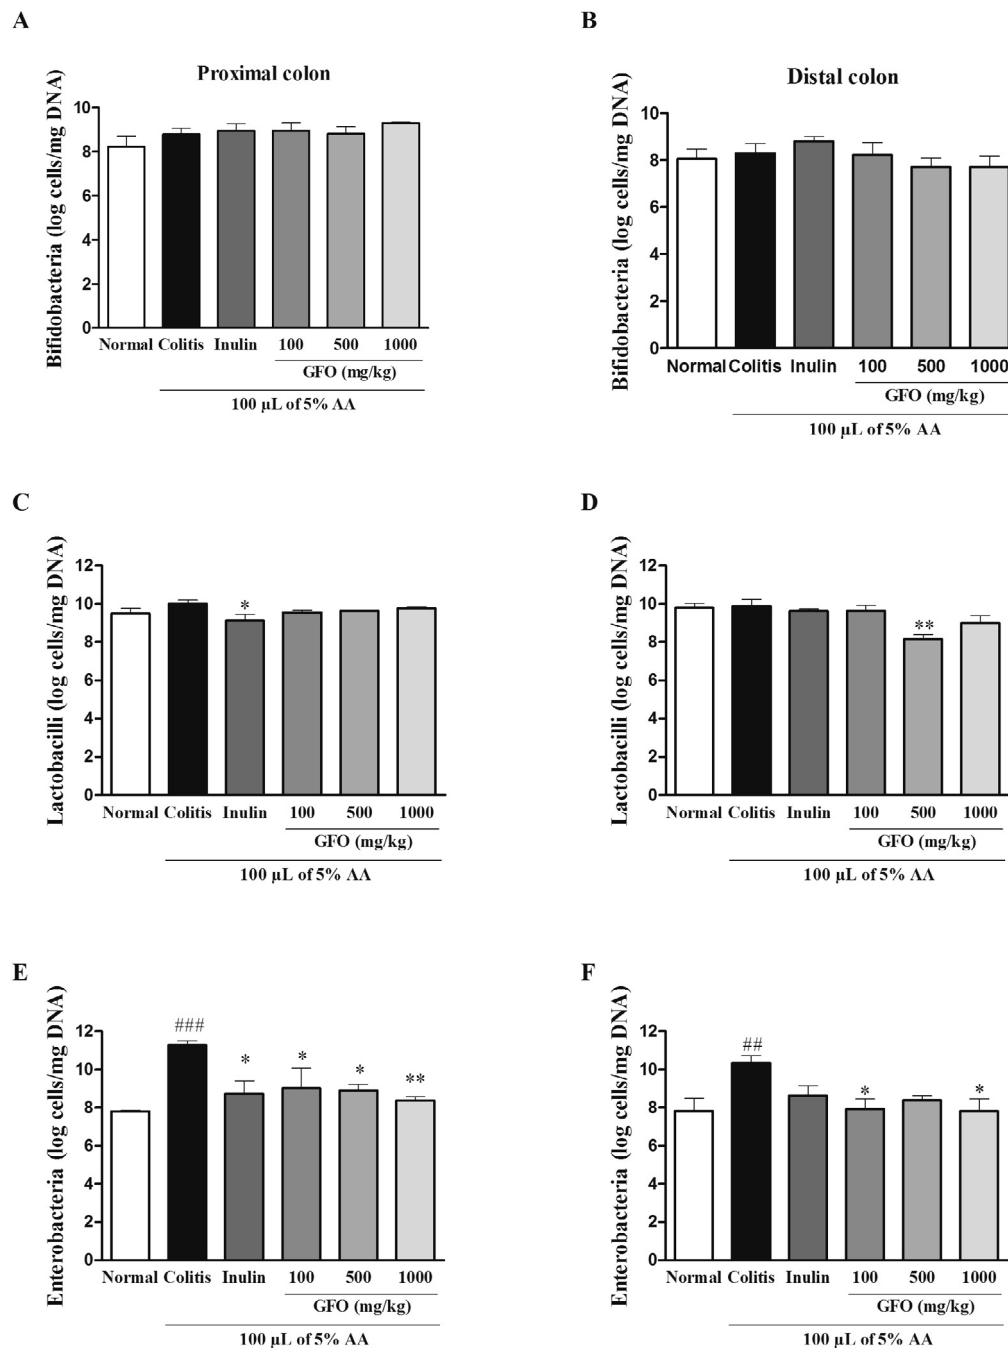 A
Proximal colon
Bifidobacteria (log cells/mg DNA)
10
8
6
4
2
0
Normal Colitis Inulin 100 500 1000
GFO (mg/kg)
100 µL of 5% AA
B
Distal colon
Bifidobacteria (log cells/mg DNA)
10
8
6
4
2
0
Normal Colitis Inulin 100 500 1000
GFO (mg/kg)
100 µL of 5% AA
C
Lactobacilli (log cells/mg DNA)
12
10
8
6
4
2
0
*
Normal Colitis Inulin 100 500 1000
GFO (mg/kg)
100 µL of 5% AA
D
Lactobacilli (log cells/mg DNA)
12
10
8
6
4
2
0
**
Normal Colitis Inulin 100 500 1000
GFO (mg/kg)
100 µL of 5% AA
E
Enterobacteria (log cells/mg DNA)
12
10
8
6
4
2
0
### * * * **
Normal Colitis Inulin 100 500 1000
GFO (mg/kg)
100 µL of 5% AA
F
Enterobacteria (log cells/mg DNA)
12
10
8
6
4
2
0
## * *
Normal Colitis Inulin 100 500 1000
GFO (mg/kg)
100 µL of 5% AA